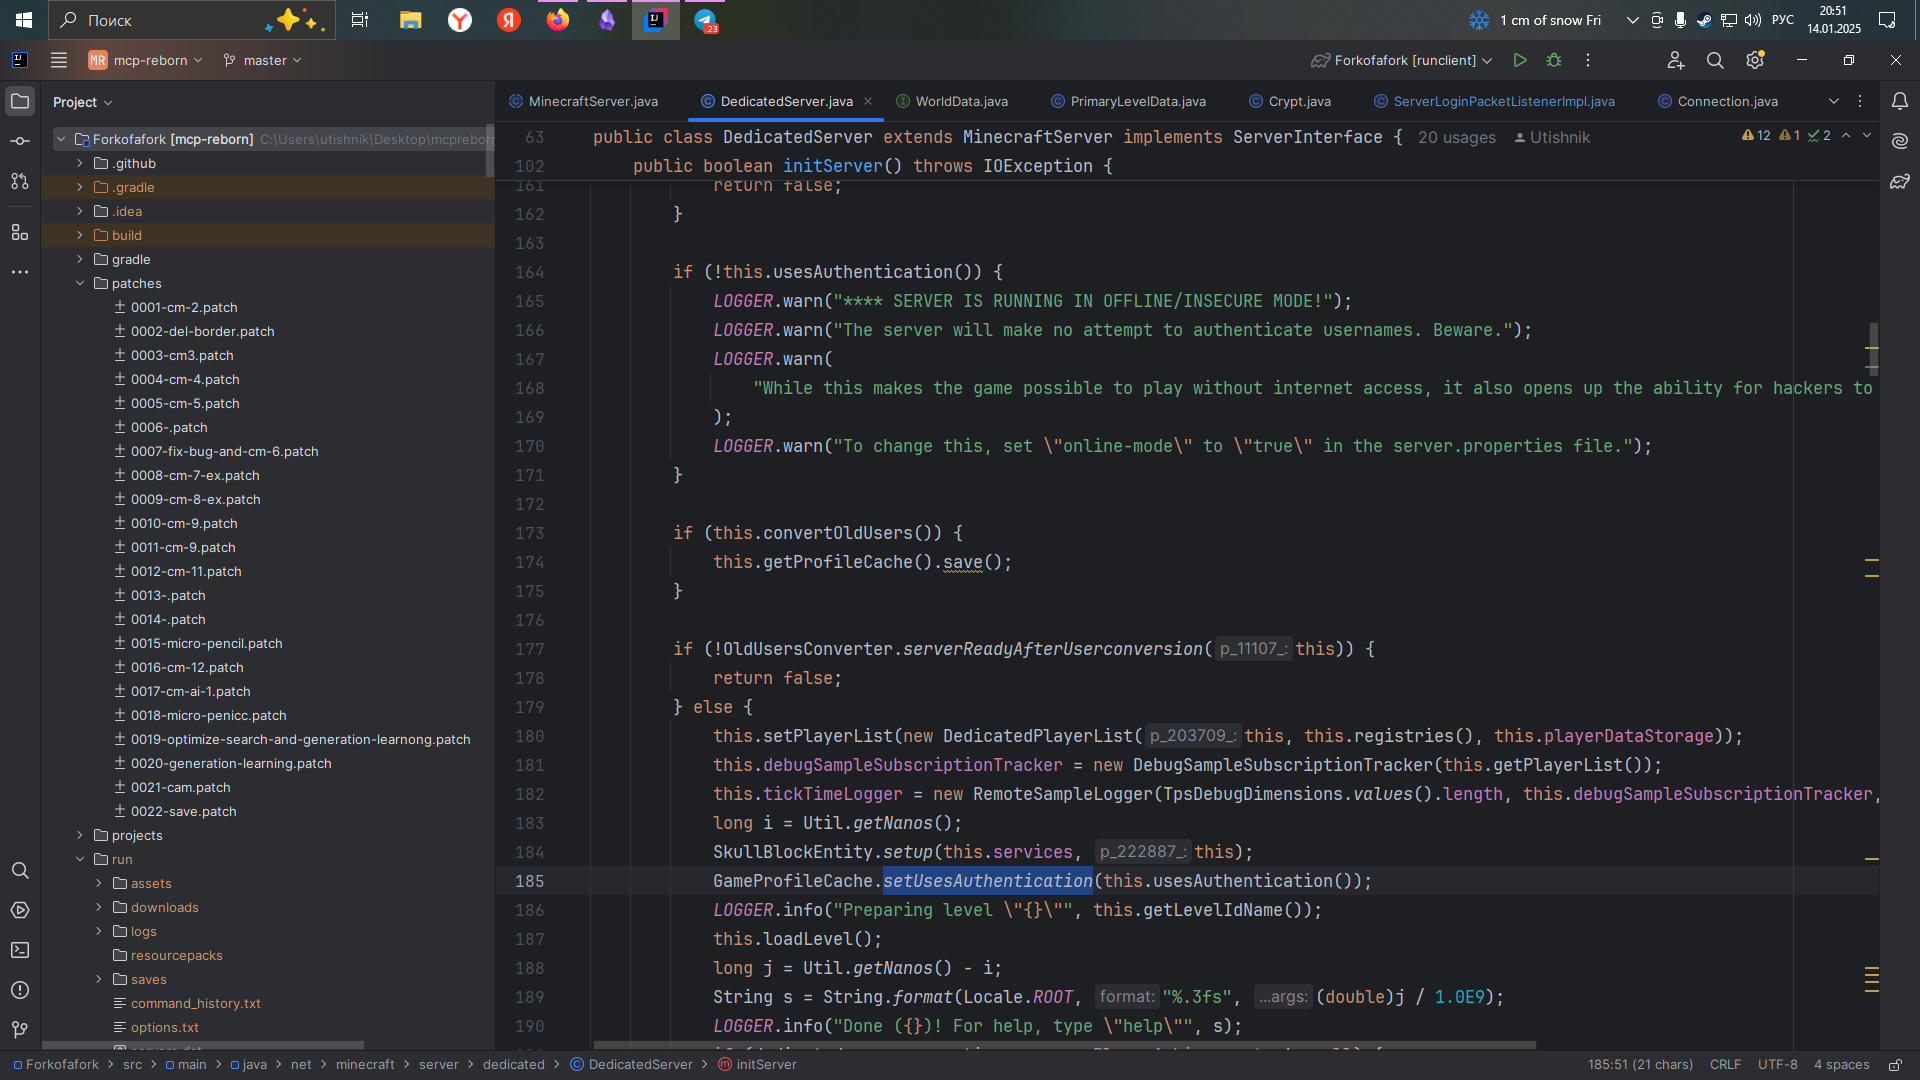 Поиск
1 cm of snow Fri
РУС
20:51
14.01.2025
23
MR mcp-reborn
master
Forkofafork [runclient]
Project
MinecraftServer.java
DedicatedServer.java
WorldData.java
PrimaryLevelData.java
Crypt.java
ServerLoginPacketListenerImpl.java
Connection.java
Forkofafork [mcp-reborn] C:\Users\utishnik\Desktop\mcprebor
.github
.gradle
.idea
build
gradle
patches
0001-cm-2.patch
0002-del-border.patch
0003-cm3.patch
0004-cm-4.patch
0005-cm-5.patch
0006-.patch
0007-fix-bug-and-cm-6.patch
0008-cm-7-ex.patch
0009-cm-8-ex.patch
0010-cm-9.patch
0011-cm-9.patch
0012-cm-11.patch
0013-.patch
0014-.patch
0015-micro-pencil.patch
0016-cm-12.patch
0017-cm-ai-1.patch
0018-micro-penicc.patch
0019-optimize-search-and-generation-learnong.patch
0020-generation-learning.patch
0021-cam.patch
0022-save.patch
projects
run
assets
downloads
logs
resourcepacks
saves
command_history.txt
options.txt
63 public class DedicatedServer extends MinecraftServer implements ServerInterface { 20 usages Utishnik
12 1 2
102 public boolean initServer() throws IOException {
161 return false;
162 }
163
164 if (!this.usesAuthentication()) {
165 LOGGER.warn("**** SERVER IS RUNNING IN OFFLINE/INSECURE MODE!");
166 LOGGER.warn("The server will make no attempt to authenticate usernames. Beware.");
167 LOGGER.warn(
168 "While this makes the game possible to play without internet access, it also opens up the ability for hackers to
169 );
170 LOGGER.warn("To change this, set \"online-mode\" to \"true\" in the server.properties file.");
171 }
172
173 if (this.convertOldUsers()) {
174 this.getProfileCache().save();
175 }
176
177 if (!OldUsersConverter.serverReadyAfterUserconversion( p_11107_: this)) {
178 return false;
179 } else {
180 this.setPlayerList(new DedicatedPlayerList( p_203709_: this, this.registries(), this.playerDataStorage));
181 this.debugSampleSubscriptionTracker = new DebugSampleSubscriptionTracker(this.getPlayerList());
182 this.tickTimeLogger = new RemoteSampleLogger(TpsDebugDimensions.values().length, this.debugSampleSubscriptionTracker,
183 long i = Util.getNanos();
184 SkullBlockEntity.setup(this.services, p_222887_: this);
185 GameProfileCache.setUsesAuthentication(this.usesAuthentication());
186 LOGGER.info("Preparing level \"{}\"", this.getLevelIdName());
187 this.loadLevel();
188 long j = Util.getNanos() - i;
189 String s = String.format(Locale.ROOT, format: "%.3fs", ...args: (double)j / 1.0E9);
190 LOGGER.info("Done ({})! For help, type \"help\"", s);
Forkofafork > src > main > java > net > minecraft > server > dedicated > DedicatedServer > initServer
185:51 (21 chars) CRLF UTF-8 4 spaces